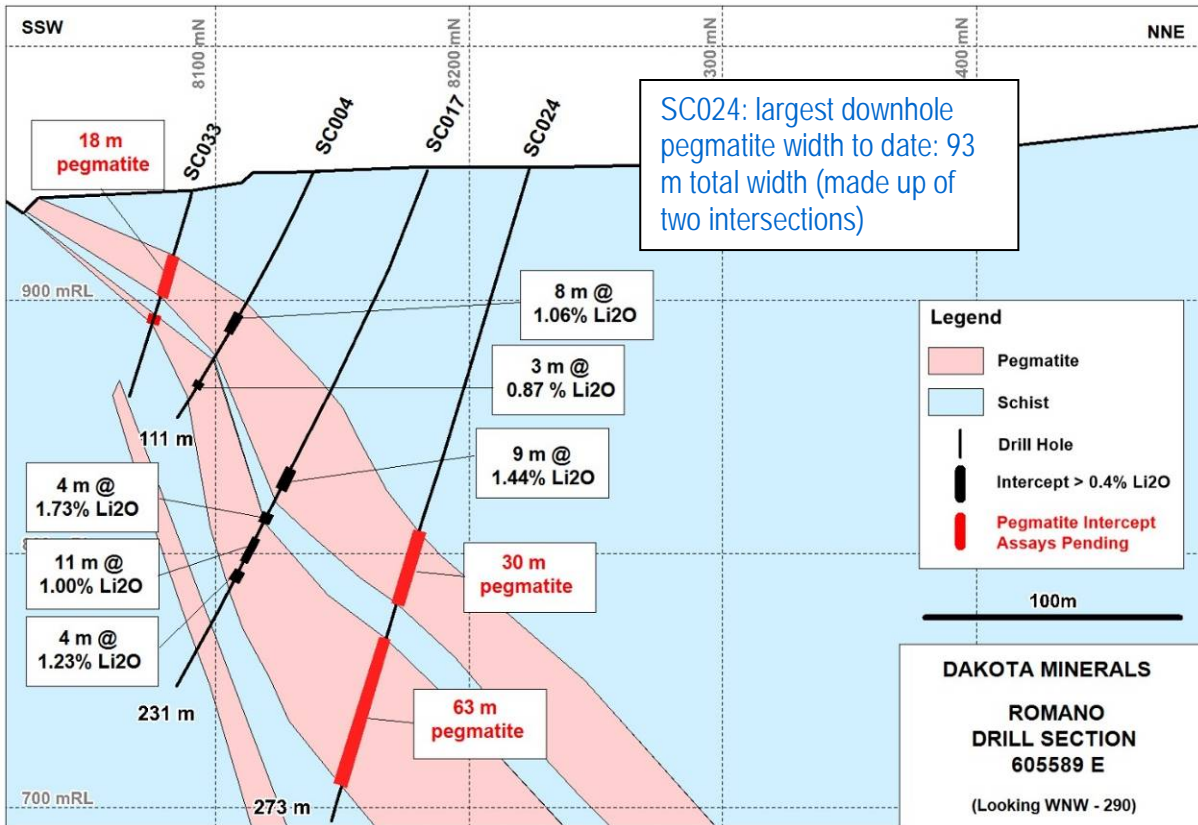 SSW
NNE
8100 mN
8200 mN
300 mN
400 mN
SC033
SC004
SC017
SC024
18 m
pegmatite
SC024: largest downhole
pegmatite width to date: 93
m total width (made up of
two intersections)
900 mRL
8 m @
1.06% Li2O
3 m @
0.87 % Li2O
111 m
9 m @
1.44% Li2O
4 m @
1.73% Li2O
11 m @
1.00% Li2O
4 m @
1.23% Li2O
231 m
30 m
pegmatite
63 m
pegmatite
700 mRL
273 m
Legend
Pegmatite
Schist
Drill Hole
Intercept > 0.4% Li2O
Pegmatite Intercept
Assays Pending
100m
DAKOTA MINERALS
ROMANO
DRILL SECTION
605589 E
(Looking WNW - 290)